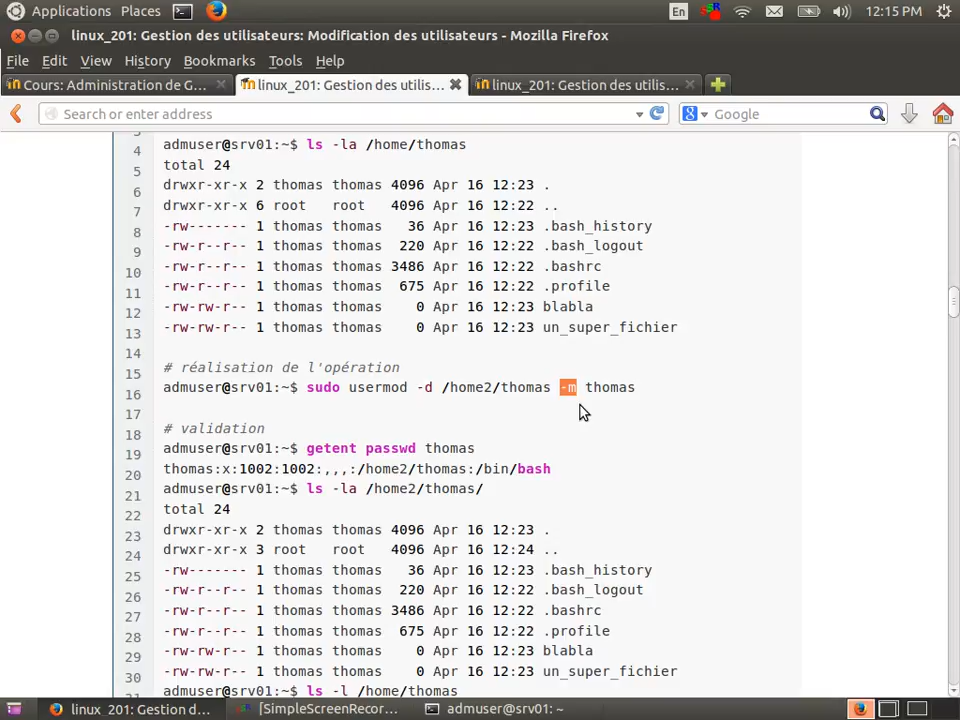 Applications Places En 12:15 PM
linux_201: Gestion des utilisateurs: Modification des utilisateurs - Mozilla Firefox
File Edit View History Bookmarks Tools Help
Cours: Administration de G... linux_201: Gestion des utilis... linux_201: Gestion des utilis...
Search or enter address Google
4 admuser@srv01:~$ ls -la /home/thomas
5 total 24
6 drwxr-xr-x 2 thomas thomas 4096 Apr 16 12:23 .
7 drwxr-xr-x 6 root root 4096 Apr 16 12:22 ..
8 -rw------- 1 thomas thomas 36 Apr 16 12:23 .bash_history
9 -rw-r--r-- 1 thomas thomas 220 Apr 16 12:22 .bash_logout
10 -rw-r--r-- 1 thomas thomas 3486 Apr 16 12:22 .bashrc
11 -rw-r--r-- 1 thomas thomas 675 Apr 16 12:22 .profile
12 -rw-rw-r-- 1 thomas thomas 0 Apr 16 12:23 blabla
13 -rw-rw-r-- 1 thomas thomas 0 Apr 16 12:23 un_super_fichier
14
15 # réalisation de l'opération
16 admuser@srv01:~$ sudo usermod -d /home2/thomas -m thomas
17
18 # validation
19 admuser@srv01:~$ getent passwd thomas
20 thomas:x:1002:1002:,,,:/home2/thomas:/bin/bash
21 admuser@srv01:~$ ls -la /home2/thomas/
22 total 24
23 drwxr-xr-x 2 thomas thomas 4096 Apr 16 12:23 .
24 drwxr-xr-x 3 root root 4096 Apr 16 12:24 ..
25 -rw------- 1 thomas thomas 36 Apr 16 12:23 .bash_history
26 -rw-r--r-- 1 thomas thomas 220 Apr 16 12:22 .bash_logout
27 -rw-r--r-- 1 thomas thomas 3486 Apr 16 12:22 .bashrc
28 -rw-r--r-- 1 thomas thomas 675 Apr 16 12:22 .profile
29 -rw-rw-r-- 1 thomas thomas 0 Apr 16 12:23 blabla
30 -rw-rw-r-- 1 thomas thomas 0 Apr 16 12:23 un_super_fichier
admuser@srv01:~$ ls -l /home/thomas
linux_201: Gestion d... [SimpleScreenRecor... admuser@srv01: ~